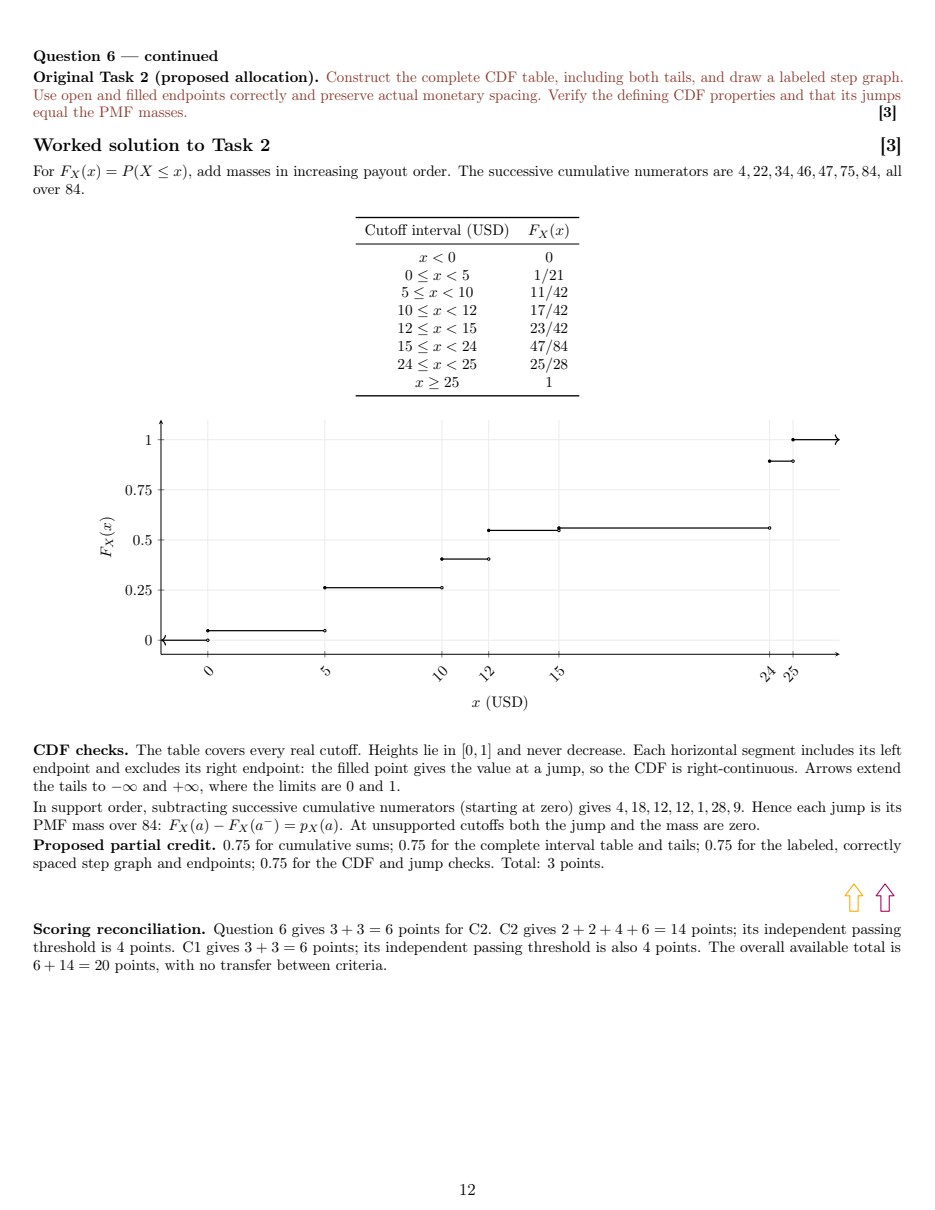 Question 6 — continued
Original Task 2 (proposed allocation). Construct the complete CDF table, including both tails, and draw a labeled step graph.
Use open and filled endpoints correctly and preserve actual monetary spacing. Verify the defining CDF properties and that its jumps
equal the PMF masses. [3]
Worked solution to Task 2 [3]
For F_X(x) = P(X ≤ x), add masses in increasing payout order. The successive cumulative numerators are 4, 22, 34, 46, 47, 75, 84, all
over 84.
Cutoff interval (USD) F_X(x)
x < 0 0
0 ≤ x < 5 1/21
5 ≤ x < 10 11/42
10 ≤ x < 12 17/42
12 ≤ x < 15 23/42
15 ≤ x < 24 47/84
24 ≤ x < 25 25/28
x ≥ 25 1
1
0.75
0.5
0.25
0
F_X(x)
0 5 10 12 15 24 25
x (USD)
CDF checks. The table covers every real cutoff. Heights lie in [0, 1] and never decrease. Each horizontal segment includes its left
endpoint and excludes its right endpoint: the filled point gives the value at a jump, so the CDF is right-continuous. Arrows extend
the tails to −∞ and +∞, where the limits are 0 and 1.
In support order, subtracting successive cumulative numerators (starting at zero) gives 4, 18, 12, 12, 1, 28, 9. Hence each jump is its
PMF mass over 84: F_X(a) − F_X(a⁻) = p_X(a). At unsupported cutoffs both the jump and the mass are zero.
Proposed partial credit. 0.75 for cumulative sums; 0.75 for the complete interval table and tails; 0.75 for the labeled, correctly
spaced step graph and endpoints; 0.75 for the CDF and jump checks. Total: 3 points.
Scoring reconciliation. Question 6 gives 3 + 3 = 6 points for C2. C2 gives 2 + 2 + 4 + 6 = 14 points; its independent passing
threshold is 4 points. C1 gives 3 + 3 = 6 points; its independent passing threshold is also 4 points. The overall available total is
6 + 14 = 20 points, with no transfer between criteria.
12